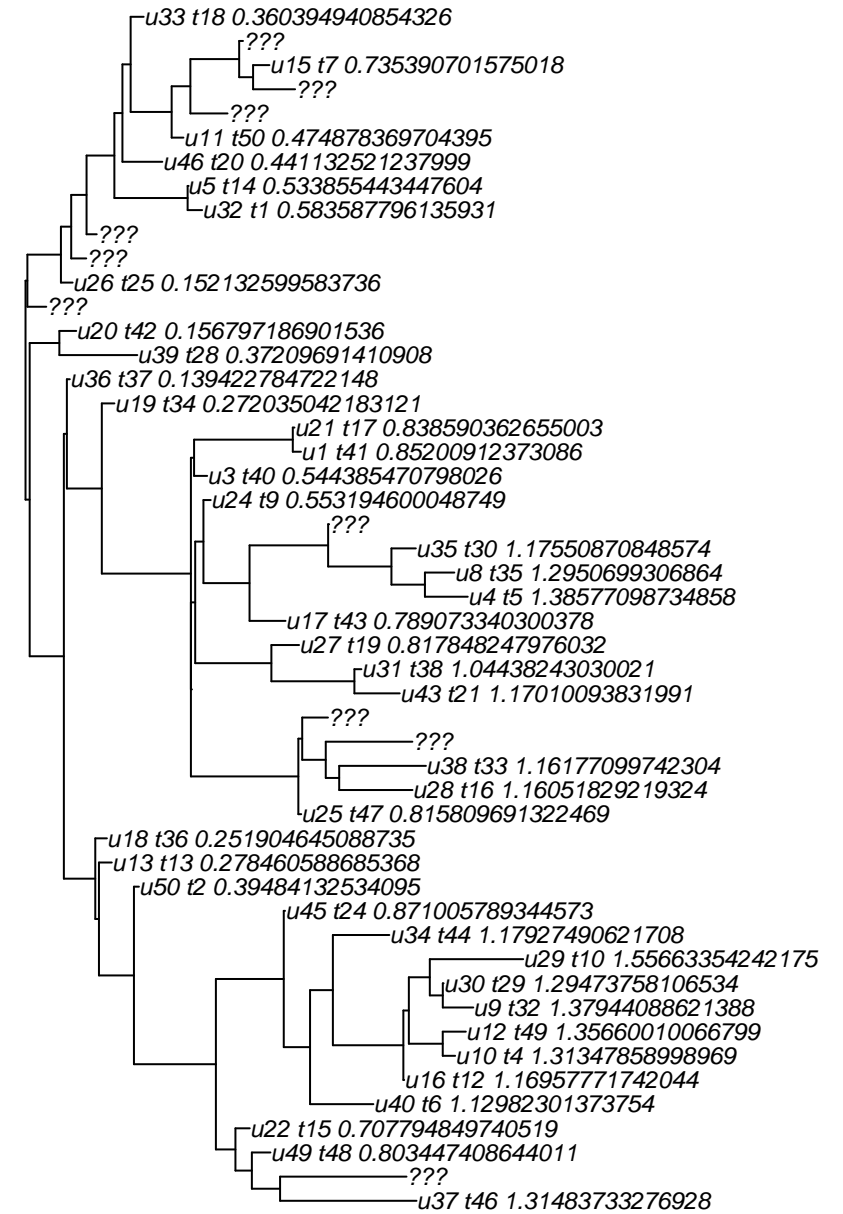 u33 t18 0.360394940854326
???
u15 t7 0.735390701575018
???
???
u11 t50 0.474878369704395
u46 t20 0.441132521237999
u5 t14 0.533855443447604
u32 t1 0.583587796135931
???
???
u26 t25 0.152132599583736
???
u20 t42 0.156797186901536
u39 t28 0.37209691410908
u36 t37 0.139422784722148
u19 t34 0.272035042183121
u21 t17 0.838590362655003
u1 t41 0.85200912373086
u3 t40 0.544385470798026
u24 t9 0.553194600048749
???
u35 t30 1.17550870848574
u8 t35 1.2950699306864
u4 t5 1.38577098734858
u17 t43 0.789073340300378
u27 t19 0.817848247976032
u31 t38 1.04438243030021
u43 t21 1.17010093831991
???
???
u38 t33 1.16177099742304
u28 t16 1.16051829219324
u25 t47 0.815809691322469
u18 t36 0.251904645088735
u13 t13 0.278460588685368
u50 t2 0.39484132534095
u45 t24 0.871005789344573
u34 t44 1.17927490621708
u29 t10 1.55663354242175
u30 t29 1.29473758106534
u9 t32 1.37944088621388
u12 t49 1.35660010066799
u10 t4 1.31347858998969
u16 t12 1.16957771742044
u40 t6 1.12982301373754
u22 t15 0.707794849740519
u49 t48 0.803447408644011
???
u37 t46 1.31483733276928